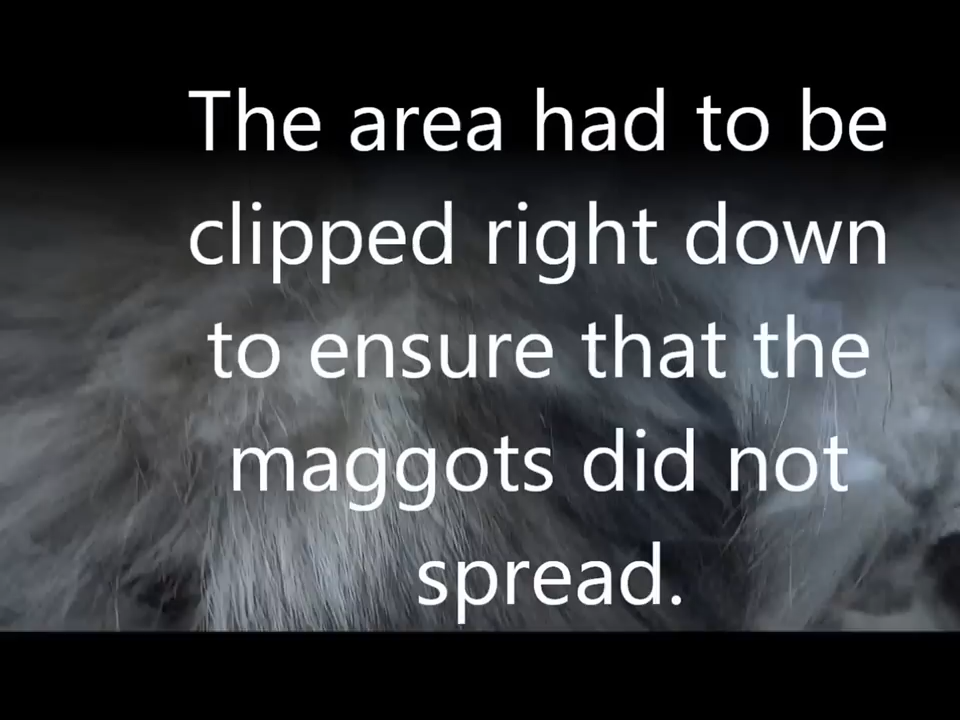 The area had to be
clipped right down
to ensure that the
maggots did not
spread.